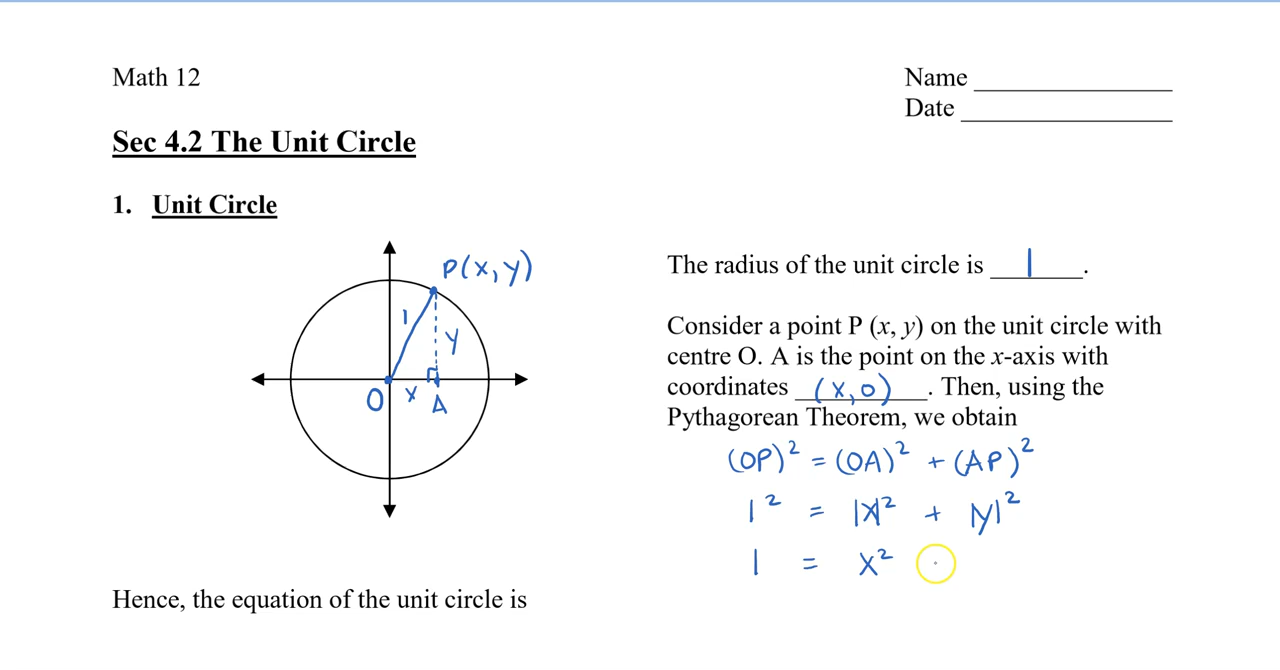 Math 12
Name
Date
Sec 4.2 The Unit Circle
1. Unit Circle
P(x, y)
1
y
O x A
The radius of the unit circle is 1.
Consider a point P (x, y) on the unit circle with
centre O. A is the point on the x-axis with
coordinates (x, 0). Then, using the
Pythagorean Theorem, we obtain
(OP)² = (OA)² + (AP)²
1² = |x|² + |y|²
1 = x²
Hence, the equation of the unit circle is